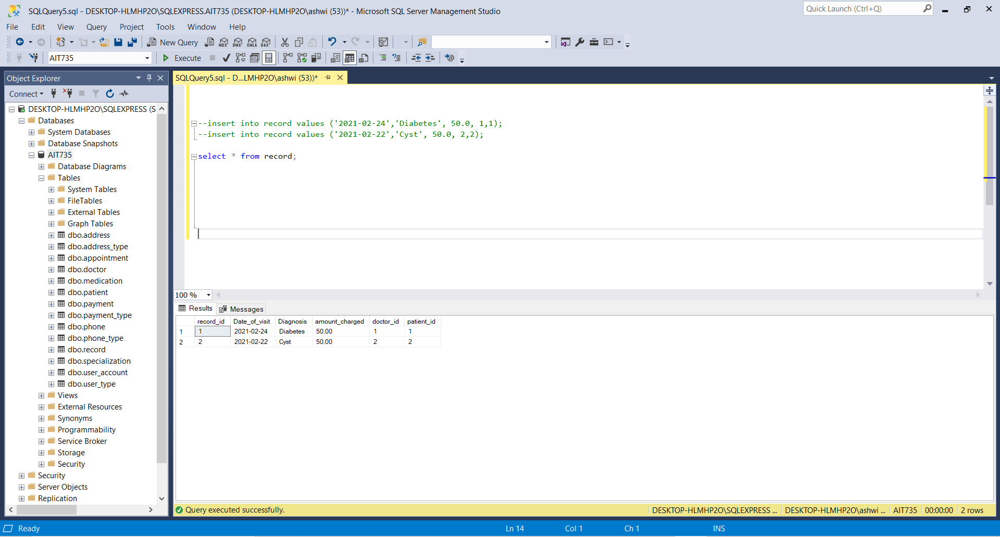 SQLQuery5.sql - DESKTOP-HLMHP2O\SQLEXPRESS.AIT735 (DESKTOP-HLMHP2O\ashwi (53))* - Microsoft SQL Server Management Studio
Quick Launch (Ctrl+Q)
File Edit View Query Project Tools Window Help
New Query MDX DMX XMLA DAX
AIT735 Execute
Object Explorer
Connect
DESKTOP-HLMHP2O\SQLEXPRESS (S
Databases
System Databases
Database Snapshots
AIT735
Database Diagrams
Tables
System Tables
FileTables
External Tables
Graph Tables
dbo.address
dbo.address_type
dbo.appointment
dbo.doctor
dbo.medication
dbo.patient
dbo.payment
dbo.payment_type
dbo.phone
dbo.phone_type
dbo.record
dbo.specialization
dbo.user_account
dbo.user_type
Views
External Resources
Synonyms
Programmability
Service Broker
Storage
Security
Security
Server Objects
Replication
SQLQuery5.sql - D...LMHP2O\ashwi (53))*
--insert into record values ('2021-02-24','Diabetes', 50.0, 1,1);
--insert into record values ('2021-02-22','Cyst', 50.0, 2,2);
select * from record;
100 %
Results Messages
record_id Date_of_visit Diagnosis amount_charged doctor_id patient_id
1 1 2021-02-24 Diabetes 50.00 1 1
2 2 2021-02-22 Cyst 50.00 2 2
Query executed successfully. DESKTOP-HLMHP2O\SQLEXPRESS ... DESKTOP-HLMHP2O\ashwi ... AIT735 00:00:00 2 rows
Ready Ln 14 Col 1 Ch 1 INS